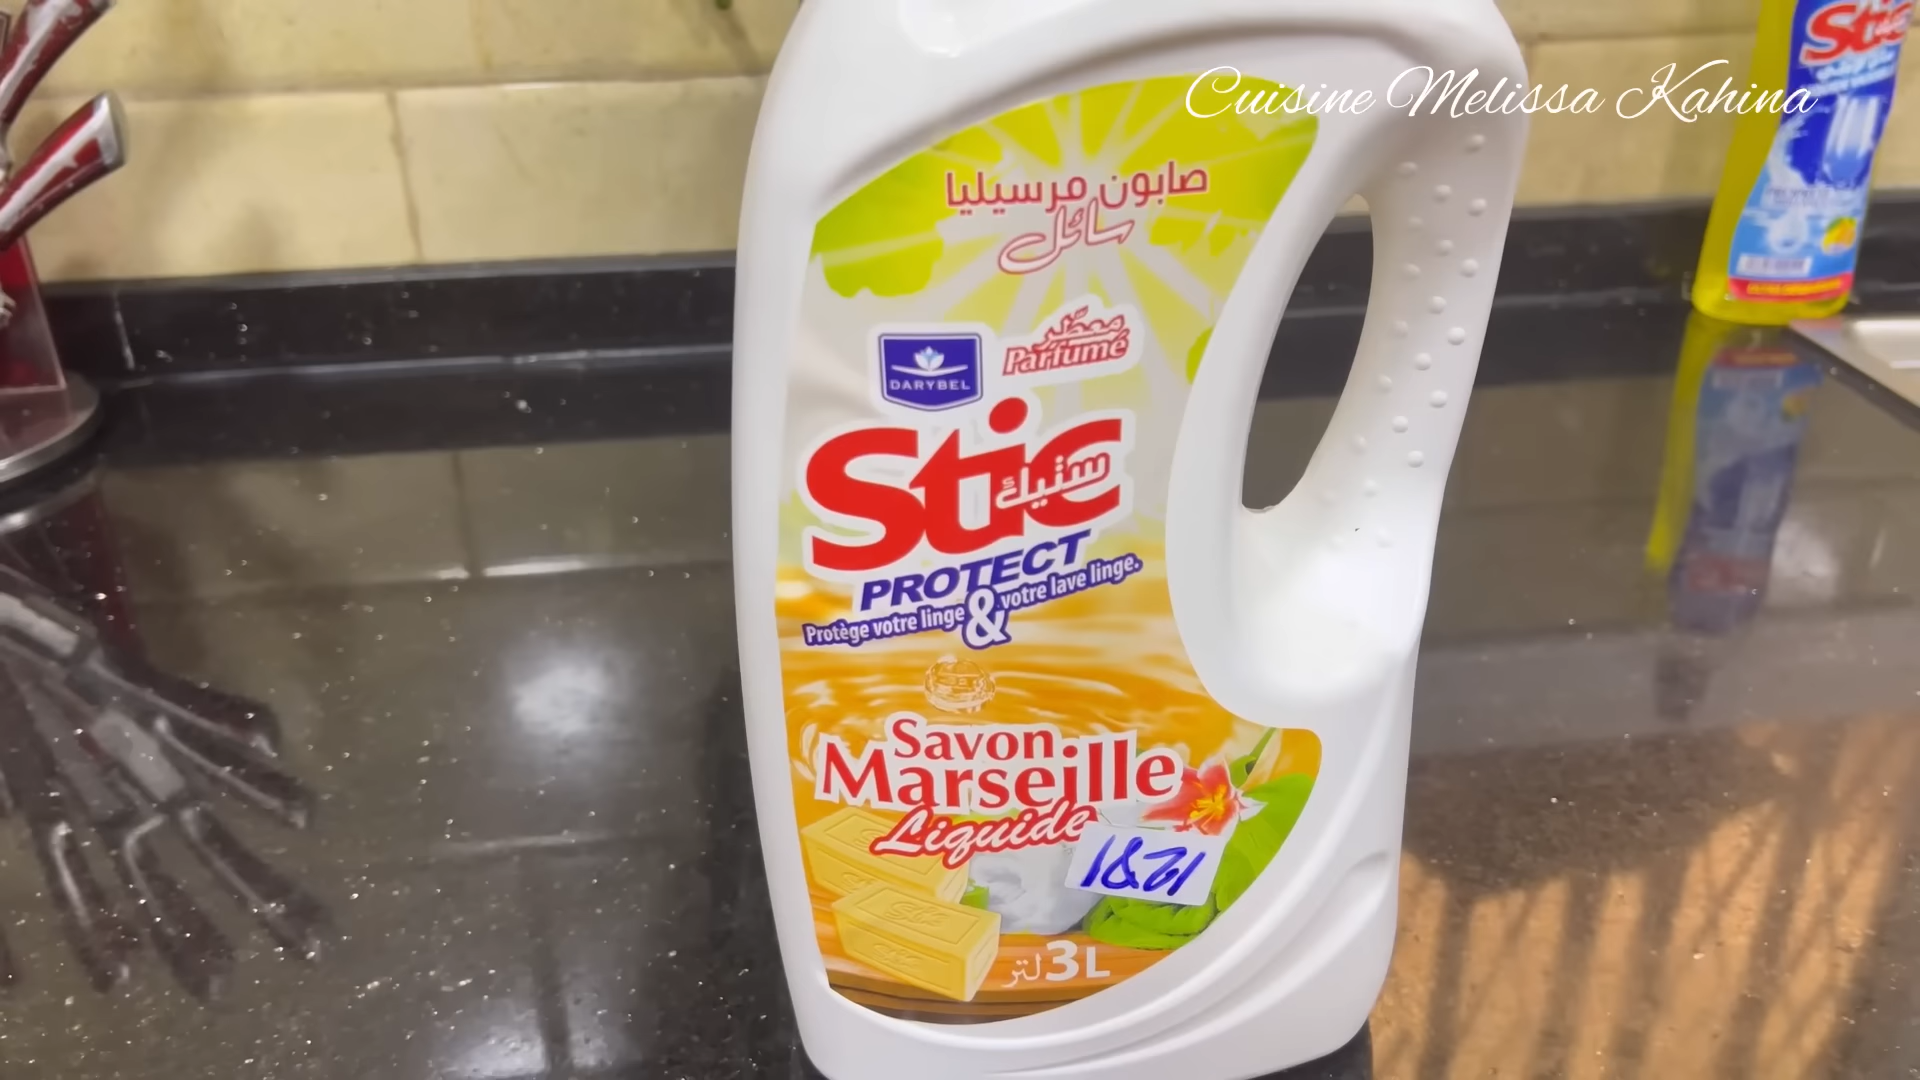 Cuisine Melissa Kahina
Stic
صابون مرسيليا
سائل
معطر
Parfumé
DARYBEL
Stic
ستيك
PROTECT
Protège votre linge & votre lave linge.
Savon
Marseille
Liquide
3L لتر